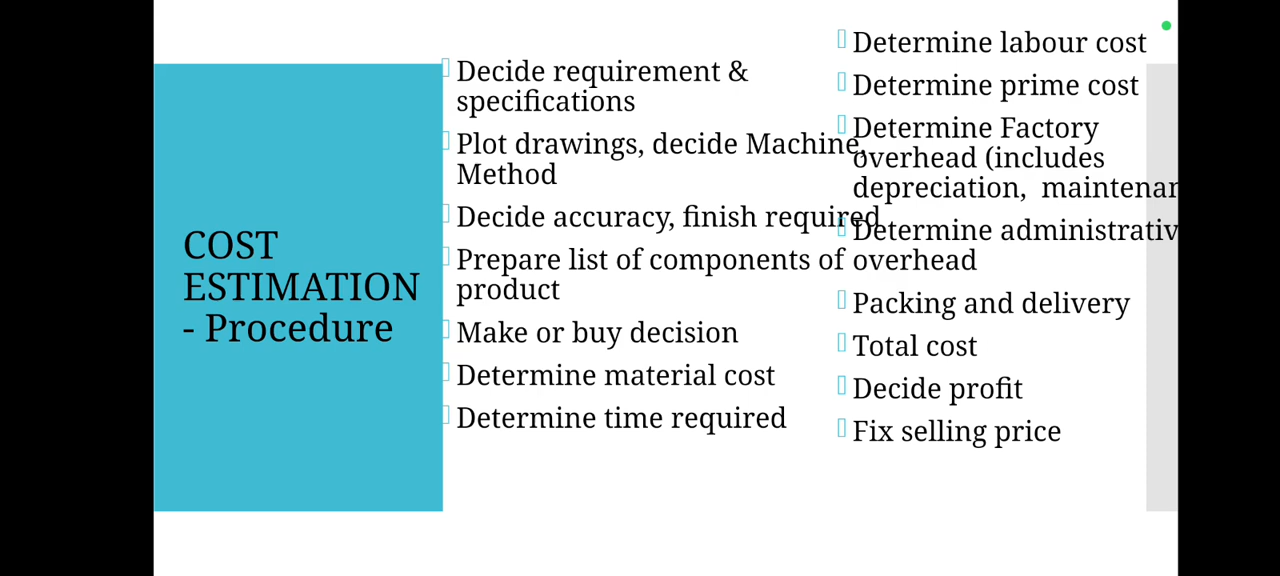 COST
ESTIMATION
- Procedure
Decide requirement &
specifications
Plot drawings, decide Machine,
Method
Decide accuracy, finish required
Prepare list of components of
product
Make or buy decision
Determine material cost
Determine time required
Determine labour cost
Determine prime cost
Determine Factory
overhead (includes
depreciation, maintenan
Determine administrativ
overhead
Packing and delivery
Total cost
Decide profit
Fix selling price